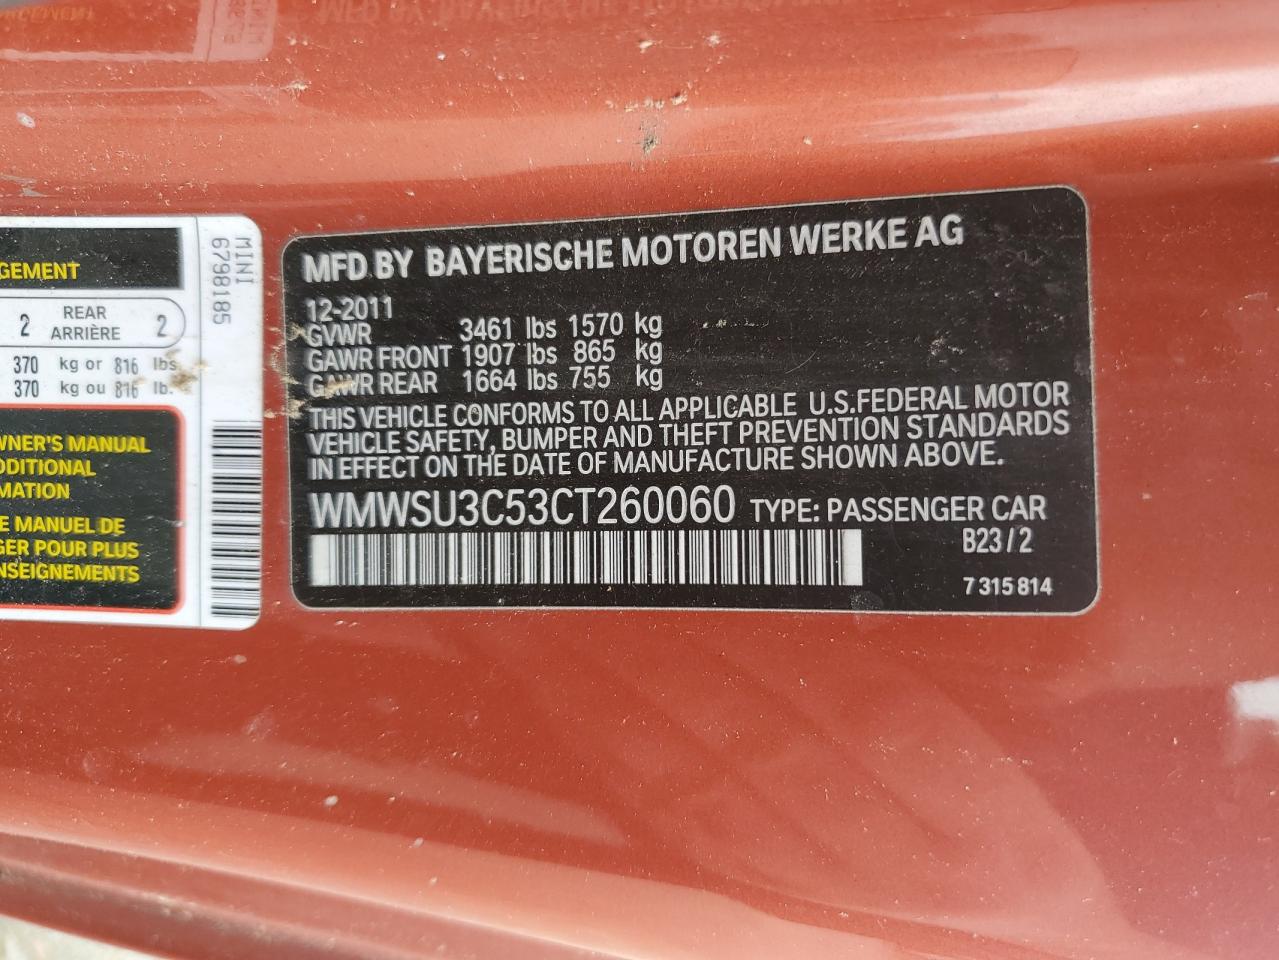 GEMENT
2 REAR ARRIÈRE 2
370 kg or 816 lbs
370 kg ou 816 lb.
WNER'S MANUAL
DDITIONAL
MATION
E MANUEL DE
GER POUR PLUS
NSEIGNEMENTS
MINI
6798185
MFD BY BAYERISCHE MOTOREN WERKE AG
12-2011
GVWR 3461 lbs 1570 kg
GAWR FRONT 1907 lbs 865 kg
GAWR REAR 1664 lbs 755 kg
THIS VEHICLE CONFORMS TO ALL APPLICABLE U.S.FEDERAL MOTOR
VEHICLE SAFETY, BUMPER AND THEFT PREVENTION STANDARDS
IN EFFECT ON THE DATE OF MANUFACTURE SHOWN ABOVE.
WMWSU3C53CT260060 TYPE: PASSENGER CAR
B23/2
7 315 814